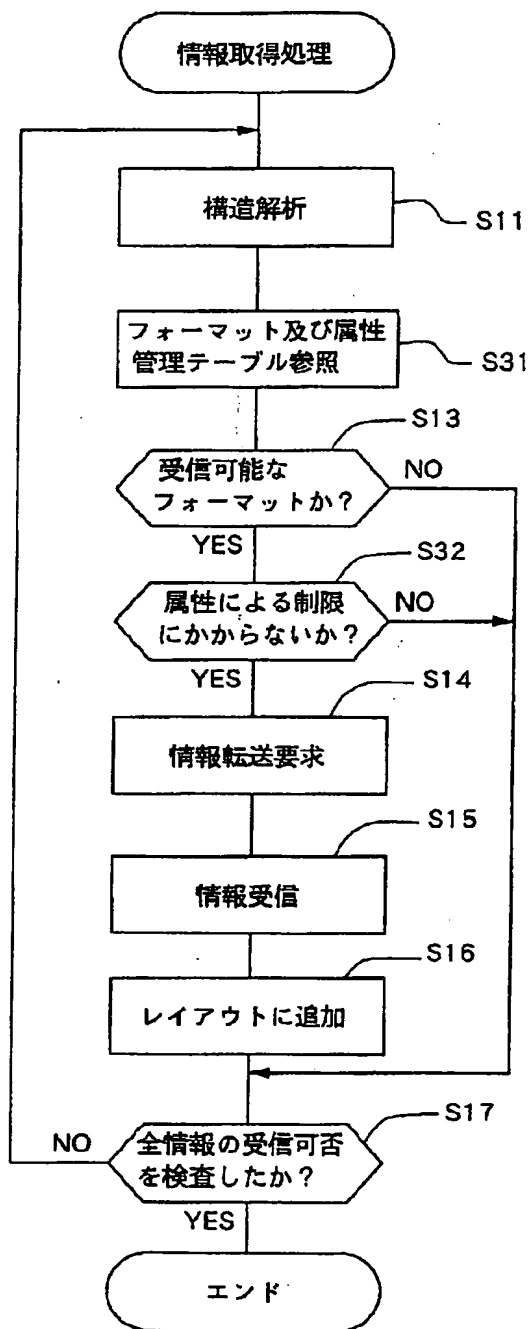 情報取得処理
構造解析
S11
フォーマット及び属性
管理テーブル参照
S31
S13
受信可能な
フォーマットか？
NO
YES
S32
属性による制限
にかからないか？
NO
YES
S14
情報転送要求
S15
情報受信
S16
レイアウトに追加
S17
NO
全情報の受信可否
を検査したか？
YES
エンド